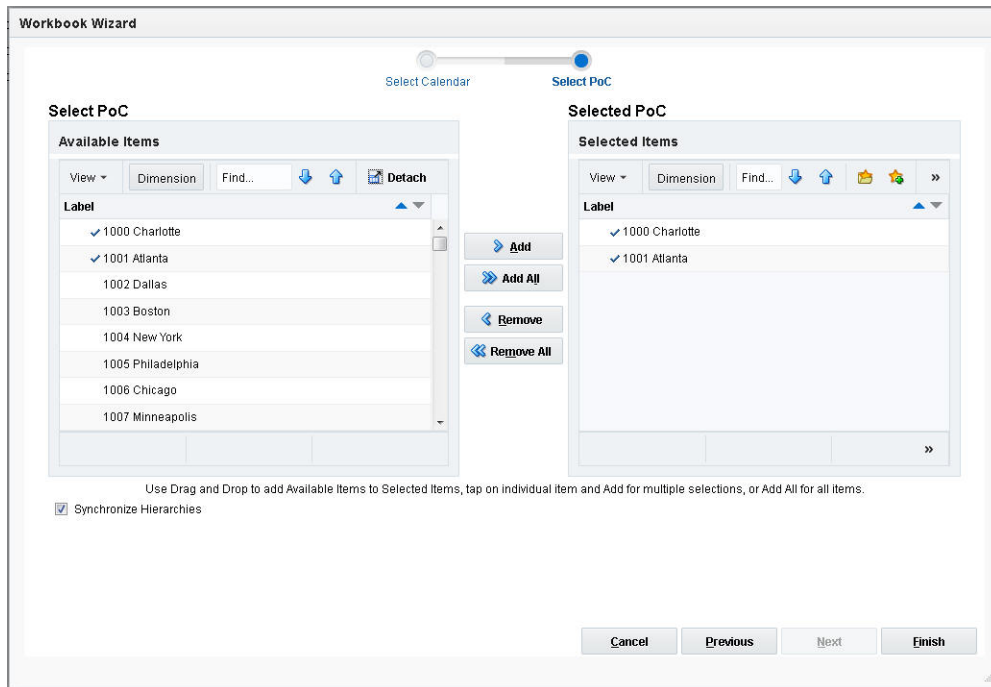 Workbook Wizard
Select Calendar
Select PoC
Select PoC
Selected PoC
Available Items
Selected Items
View
Dimension
Find...
Detach
View
Dimension
Find...
»
Label
Label
1000 Charlotte
1001 Atlanta
1002 Dallas
1003 Boston
1004 New York
1005 Philadelphia
1006 Chicago
1007 Minneapolis
Add
Add All
Remove
Remove All
1000 Charlotte
1001 Atlanta
»
Use Drag and Drop to add Available Items to Selected Items, tap on individual item and Add for multiple selections, or Add All for all items.
Synchronize Hierarchies
Cancel
Previous
Next
Finish